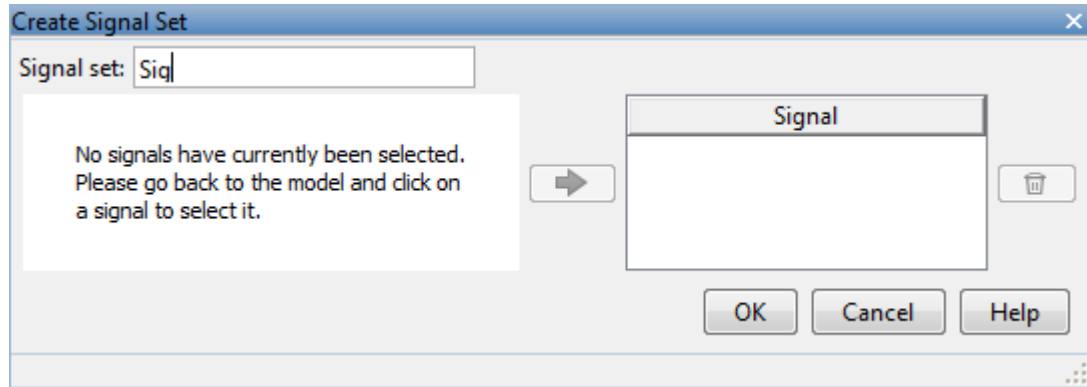 Create Signal Set
Signal set: Sig
No signals have currently been selected.
Please go back to the model and click on
a signal to select it.
Signal
OK Cancel Help